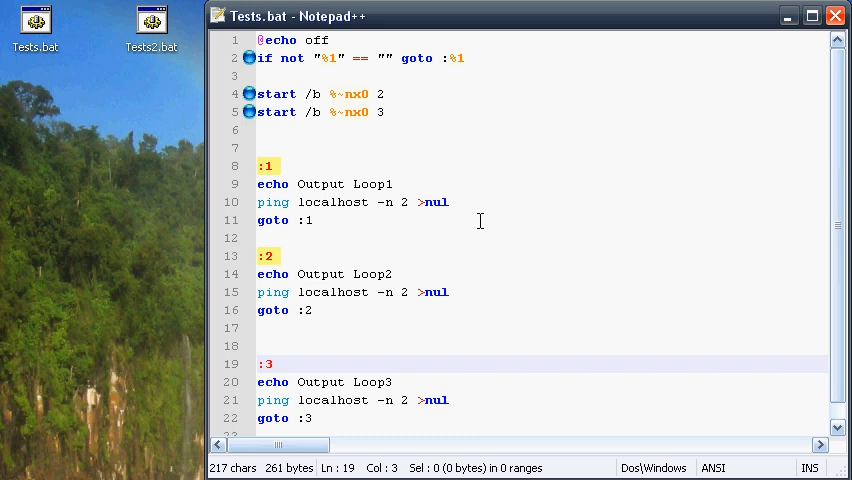 Tests.bat
Tests2.bat
Tests.bat - Notepad++
1 @echo off
2 if not "%1" == "" goto :%1
3
4 start /b %~nx0 2
5 start /b %~nx0 3
6
7
8 :1
9 echo Output Loop1
10 ping localhost -n 2 >nul
11 goto :1
12
13 :2
14 echo Output Loop2
15 ping localhost -n 2 >nul
16 goto :2
17
18
19 :3
20 echo Output Loop3
21 ping localhost -n 2 >nul
22 goto :3
23
217 chars 261 bytes Ln : 19 Col : 3 Sel : 0 (0 bytes) in 0 ranges Dos\Windows ANSI INS